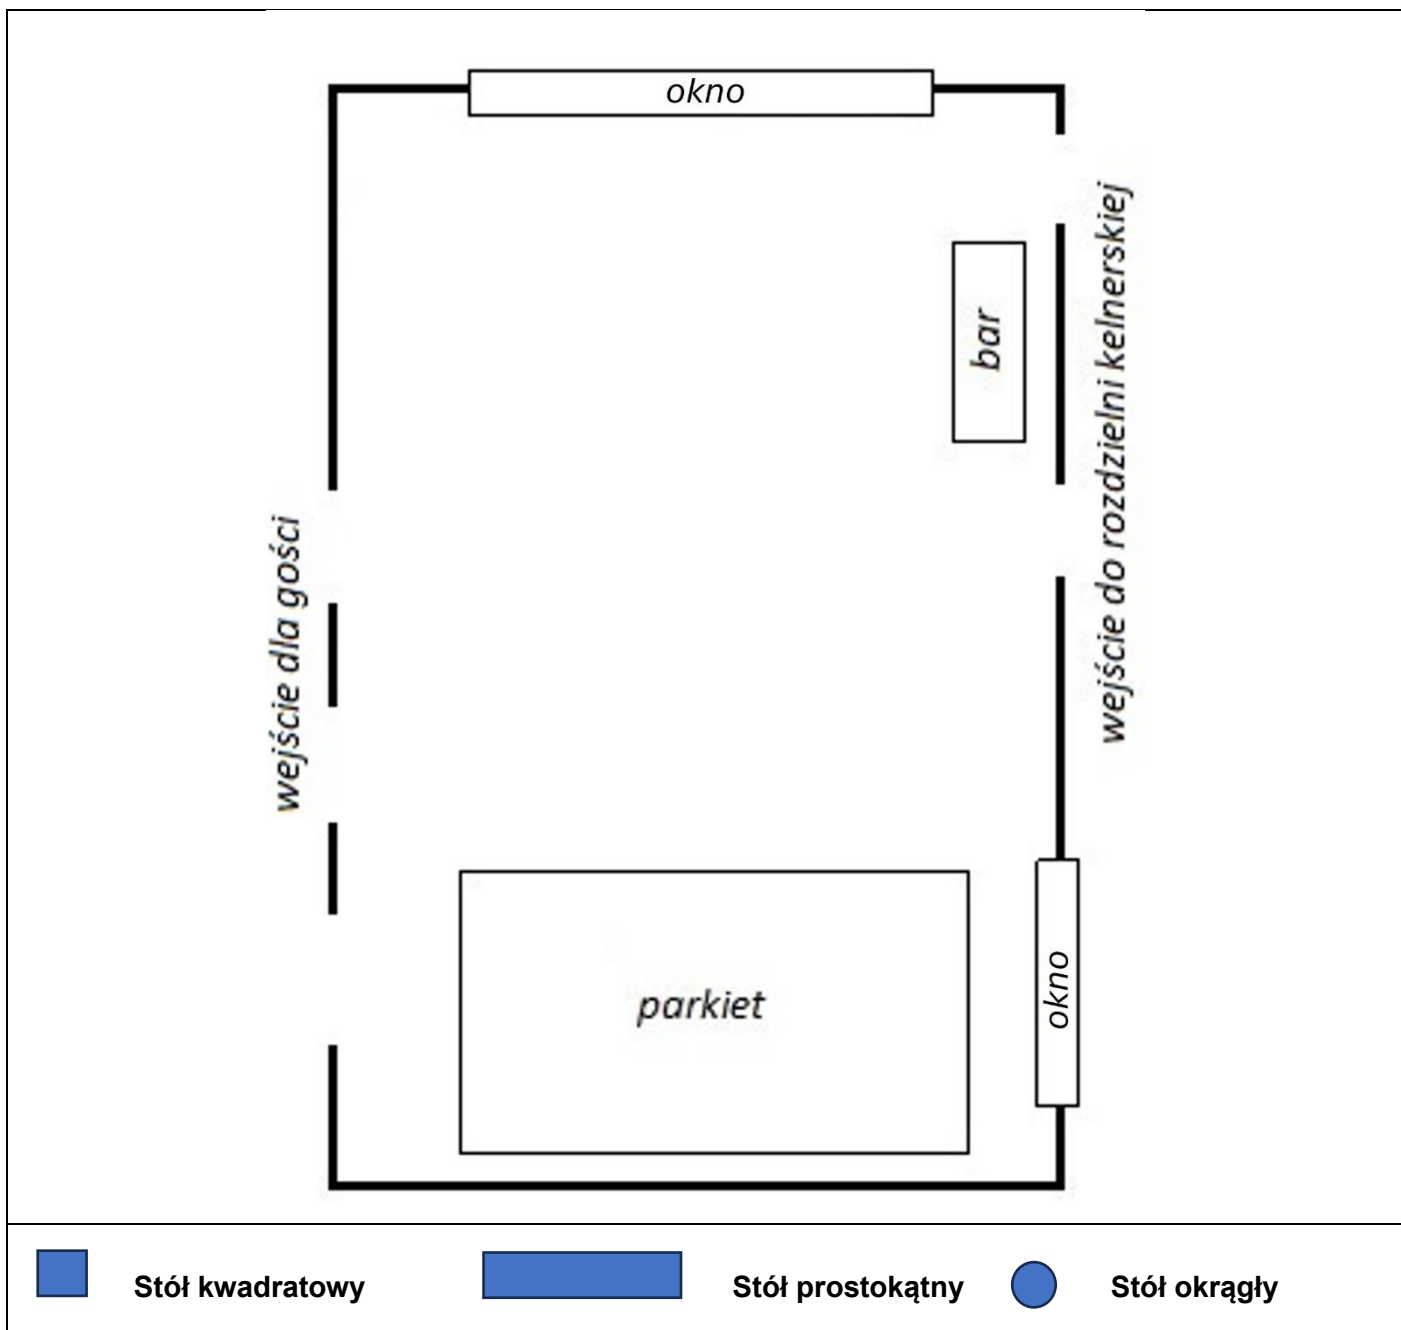 okno
wejście do rozdzielni kelnerskiej
bar
wejście dla gości
okno
parkiet
Stół kwadratowy
Stół prostokątny
Stół okrągły